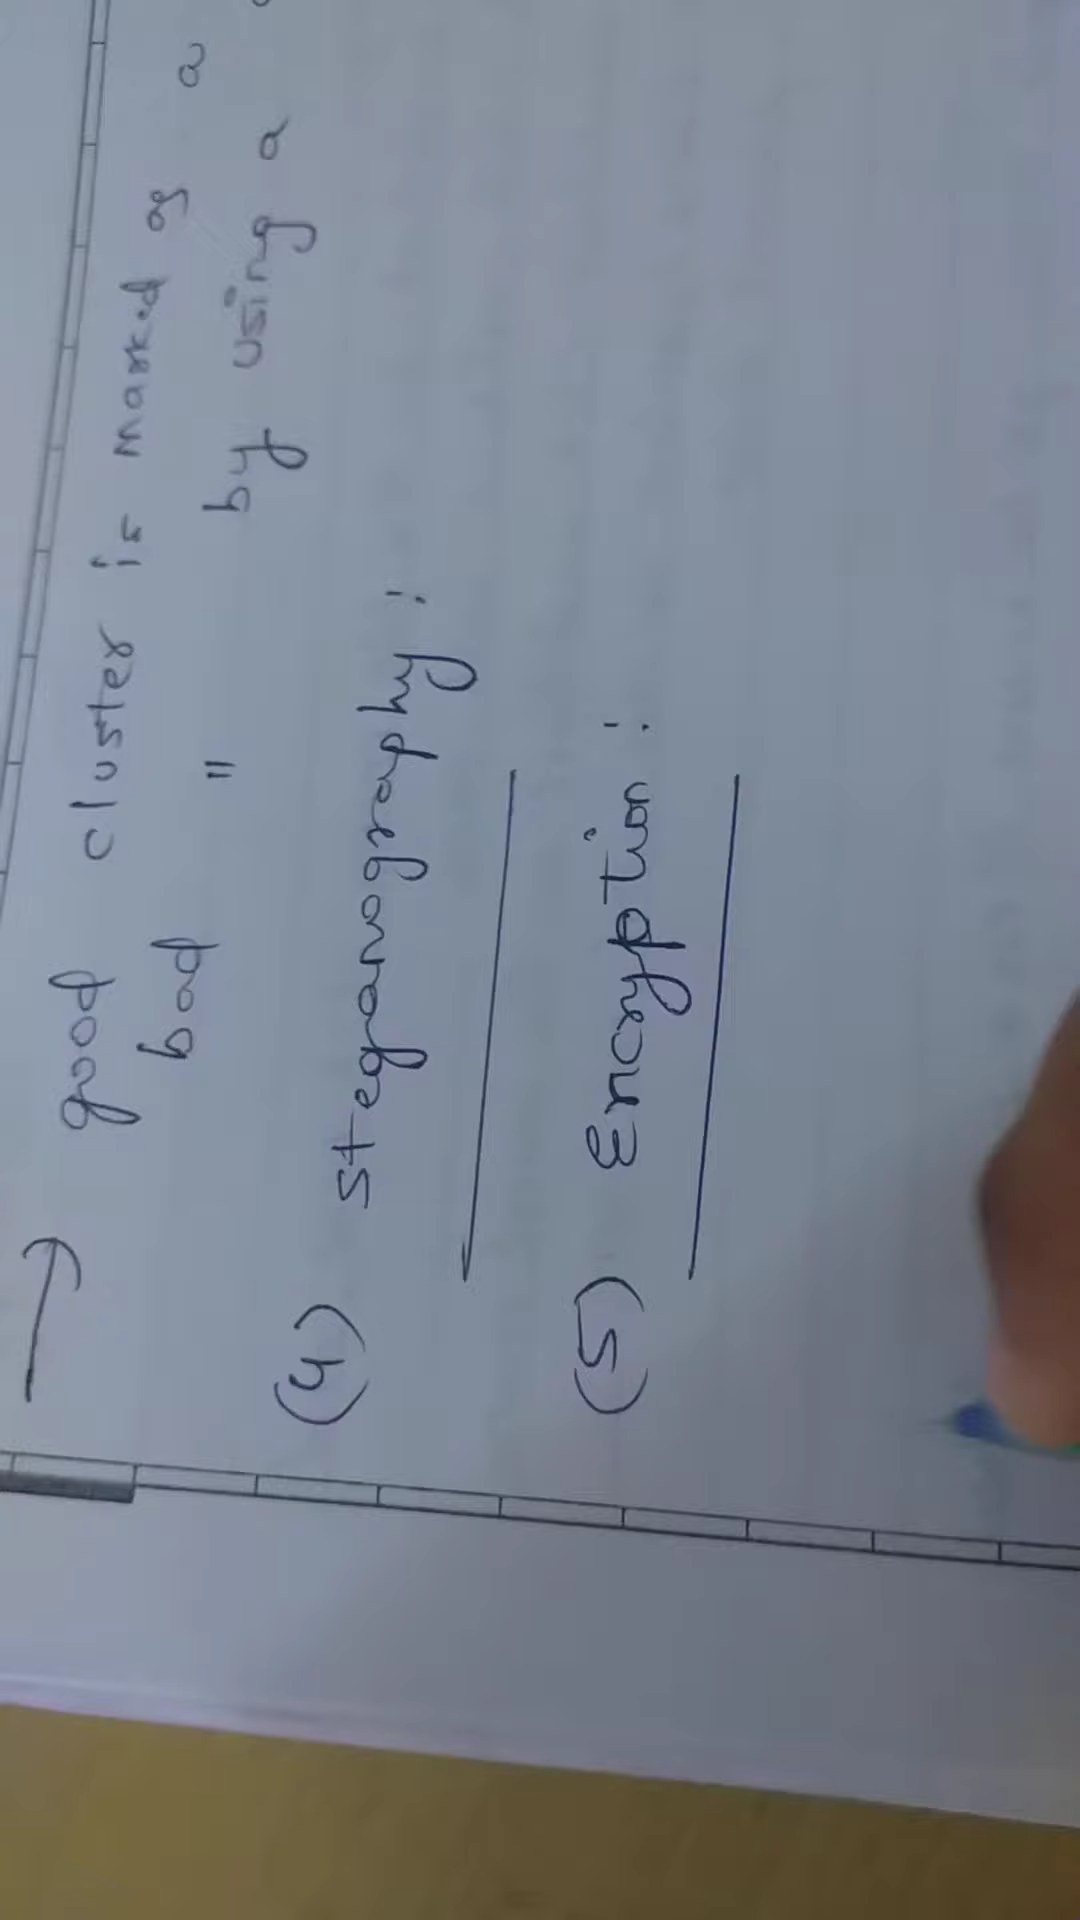 → good cluster is marked as a
bad " by using a
(4) steganography :
(5) Encryption :